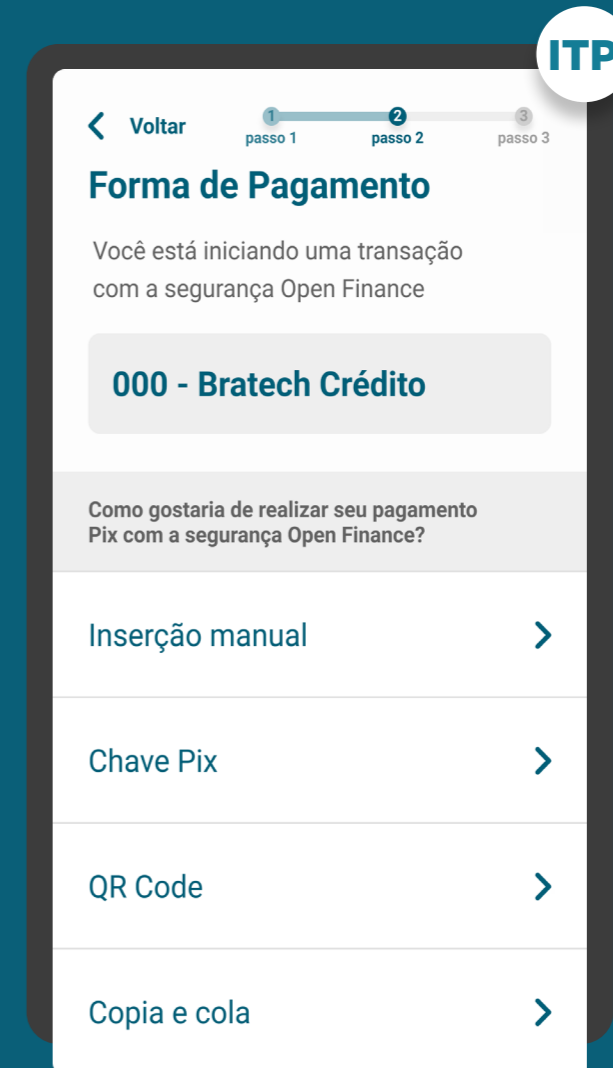 ITP
Voltar
1 2 3
passo 1 passo 2 passo 3
Forma de Pagamento
Você está iniciando uma transação
com a segurança Open Finance
000 - Bratech Crédito
Como gostaria de realizar seu pagamento
Pix com a segurança Open Finance?
Inserção manual
Chave Pix
QR Code
Copia e cola